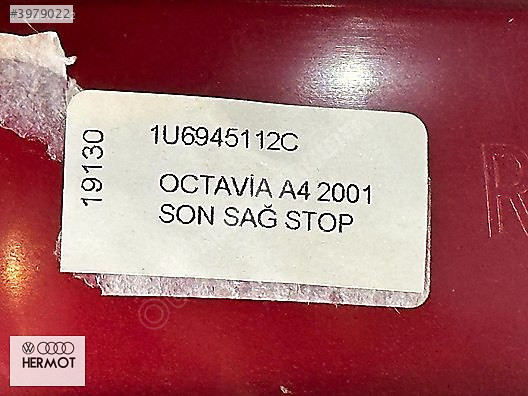 #3979022
19130
1U6945112C
OCTAVİA A4 2001
SON SAĞ STOP
R
HERMOT